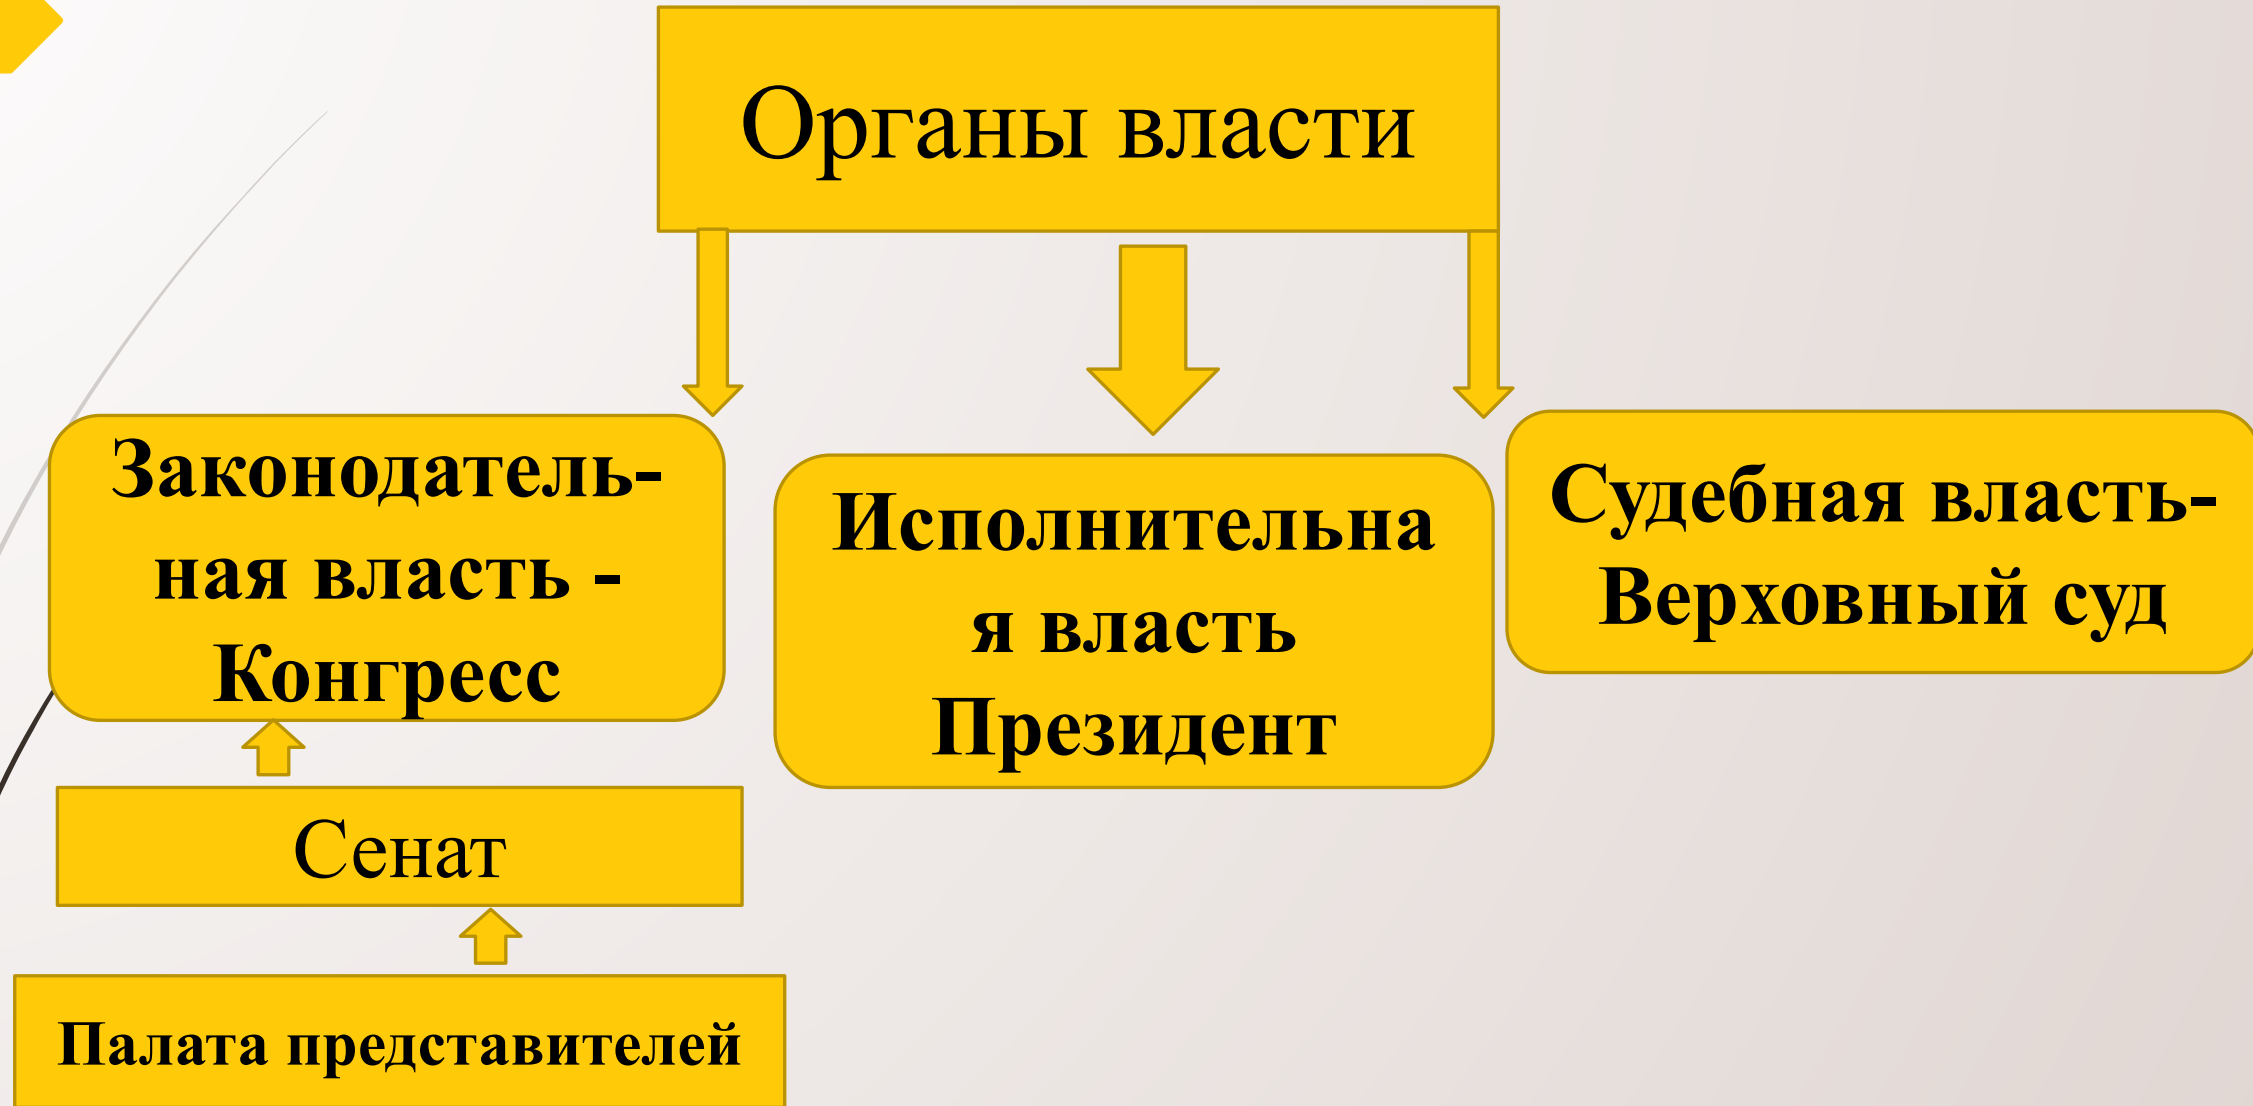 Органы власти
Законодатель-
ная власть -
Конгресс
Исполнительна
я власть
Президент
Судебная власть-
Верховный суд
Сенат
Палата представителей